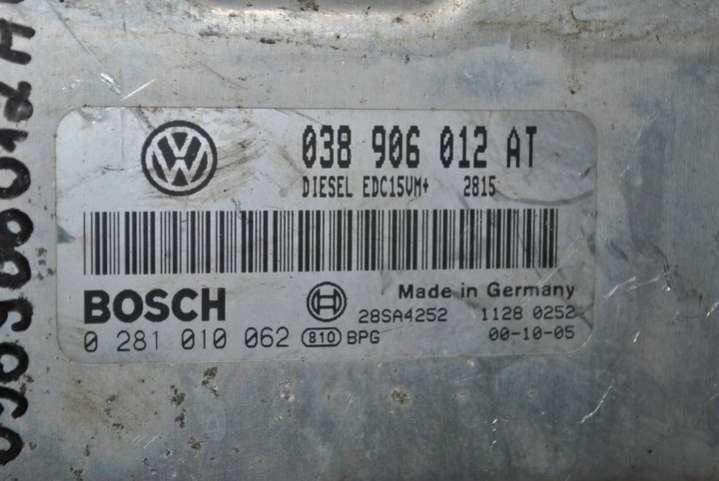 038 906 012 AT
DIESEL EDC15VM+ 2815
BOSCH
Made in Germany
28SA4252 1128 0252
0 281 010 062 810 BPG 00-10-05